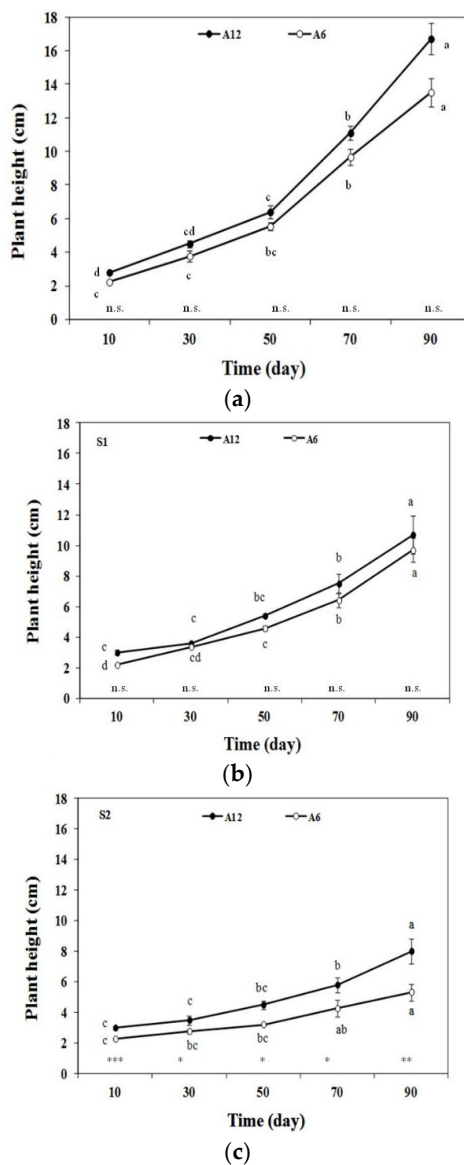 18
A12 A6
a
16
14
a
12
b
10
b
8
c
6
cd
bc
4
d
c
2
c
n.s. n.s. n.s. n.s. n.s.
0
10 30 50 70 90
Plant height (cm)
Time (day)
(a)
18
S1 A12 A6
16
14
a
12
10
b
a
8
bc
6
c
b
4
c
c
cd
2
d
n.s. n.s. n.s. n.s. n.s.
0
10 30 50 70 90
Plant height (cm)
Time (day)
(b)
18
S2 A12 A6
16
14
12
10
a
8
b
6
bc
a
4
c
c
ab
2
c
bc
bc
*** * * * **
0
10 30 50 70 90
Plant height (cm)
Time (day)
(c)